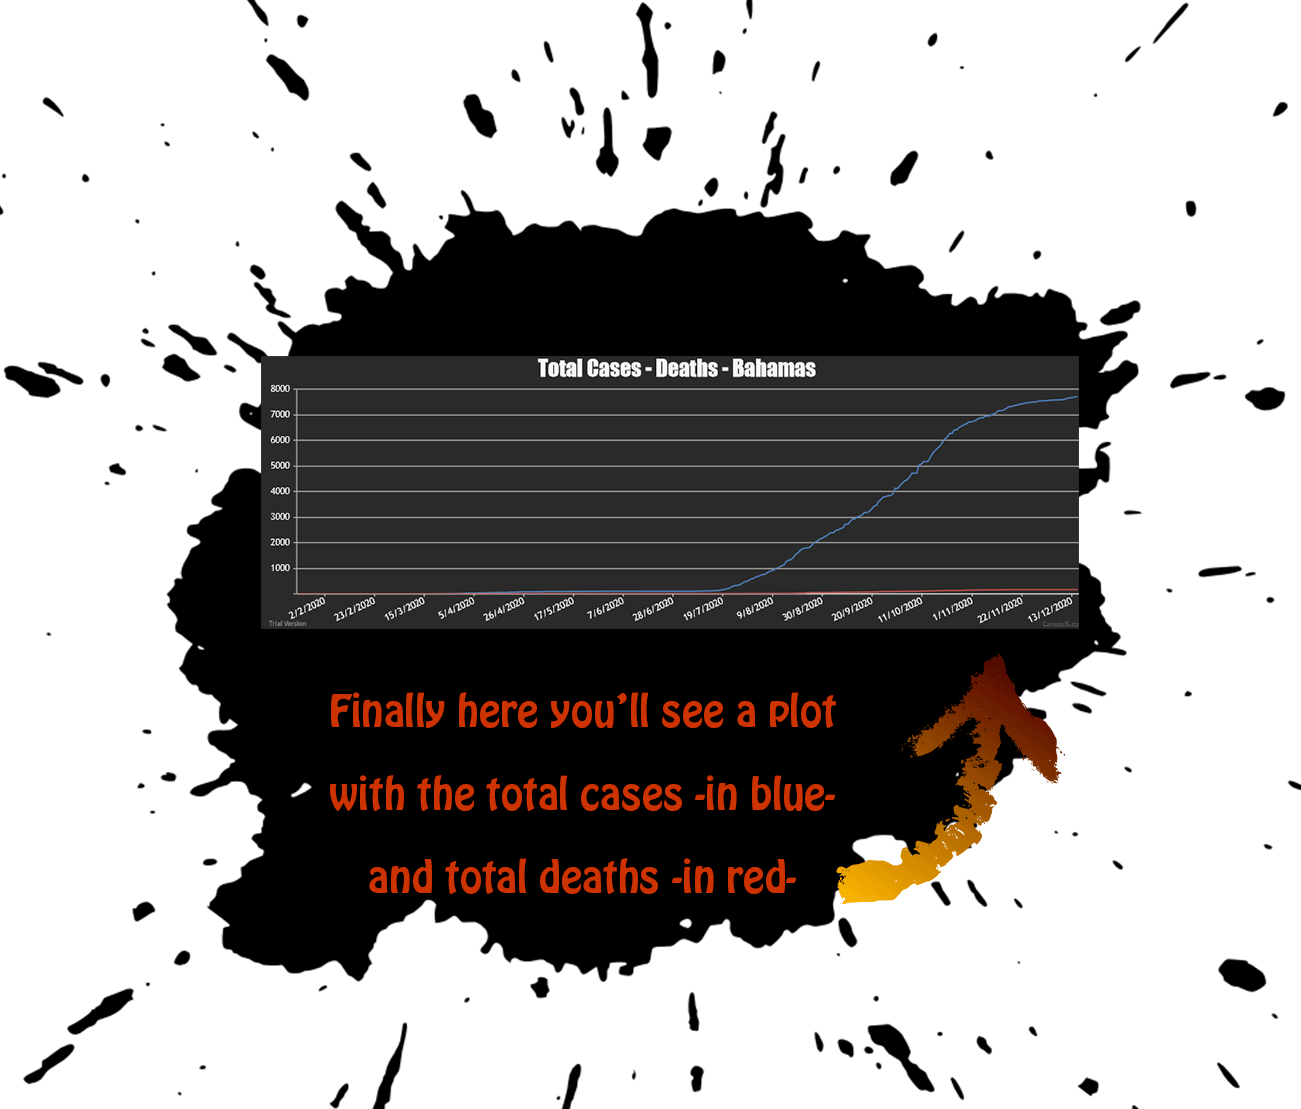 Total Cases - Deaths - Bahamas
8000
7000
6000
5000
4000
3000
2000
1000
2/2/2020 23/2/2020 15/3/2020 5/4/2020 26/4/2020 17/5/2020 7/6/2020 28/6/2020 19/7/2020 9/8/2020 30/8/2020 20/9/2020 11/10/2020 1/11/2020 22/11/2020 13/12/2020
Trial Version CanvasJS.co
Finally here you'll see a plot
with the total cases -in blue-
and total deaths -in red-